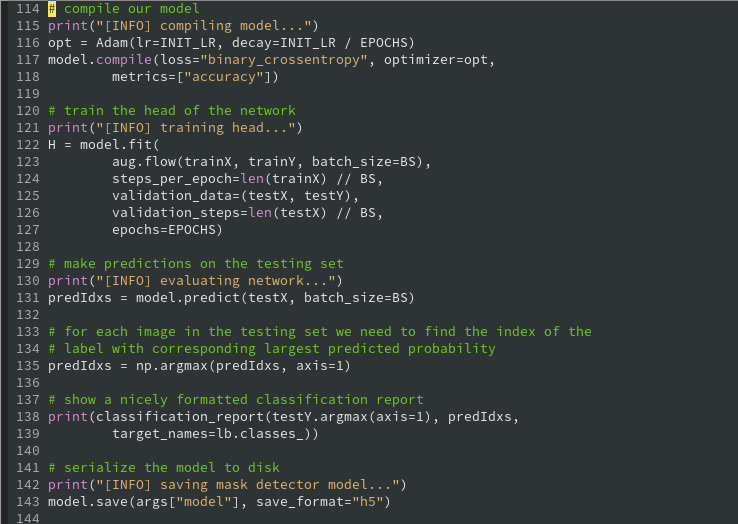 114 # compile our model
115 print("[INFO] compiling model...")
116 opt = Adam(lr=INIT_LR, decay=INIT_LR / EPOCHS)
117 model.compile(loss="binary_crossentropy", optimizer=opt,
118         metrics=["accuracy"])
119
120 # train the head of the network
121 print("[INFO] training head...")
122 H = model.fit(
123         aug.flow(trainX, trainY, batch_size=BS),
124         steps_per_epoch=len(trainX) // BS,
125         validation_data=(testX, testY),
126         validation_steps=len(testX) // BS,
127         epochs=EPOCHS)
128
129 # make predictions on the testing set
130 print("[INFO] evaluating network...")
131 predIdxs = model.predict(testX, batch_size=BS)
132
133 # for each image in the testing set we need to find the index of the
134 # label with corresponding largest predicted probability
135 predIdxs = np.argmax(predIdxs, axis=1)
136
137 # show a nicely formatted classification report
138 print(classification_report(testY.argmax(axis=1), predIdxs,
139         target_names=lb.classes_))
140
141 # serialize the model to disk
142 print("[INFO] saving mask detector model...")
143 model.save(args["model"], save_format="h5")
144